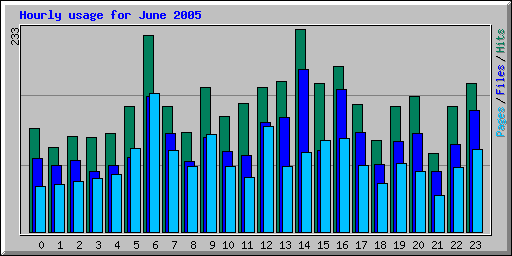 Hourly usage for June 2005
233
Pages / Files / Hits
0 1 2 3 4 5 6 7 8 9 10 11 12 13 14 15 16 17 18 19 20 21 22 23